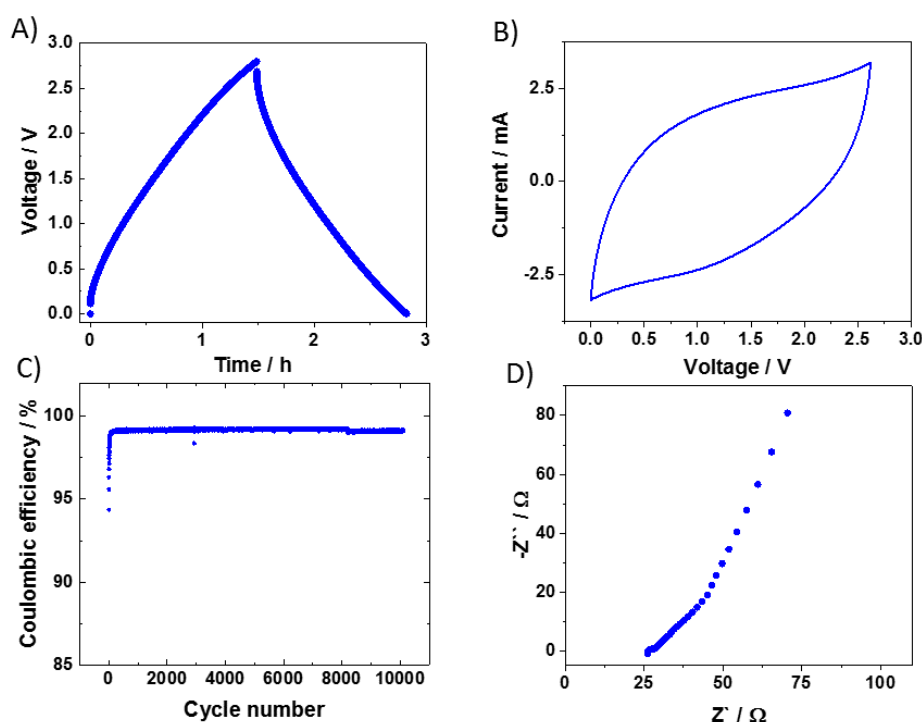 A)
Voltage / V
3.0
2.5
2.0
1.5
1.0
0.5
0.0
0 1 2 3
Time / h
B)
Current / mA
2.5
0.0
-2.5
0.0 0.5 1.0 1.5 2.0 2.5 3.0
Voltage / V
C)
Coulombic efficiency / %
100
95
90
85
0 2000 4000 6000 8000 10000
Cycle number
D)
-Z`` / Ω
80
60
40
20
0
0 25 50 75 100
Z` / Ω